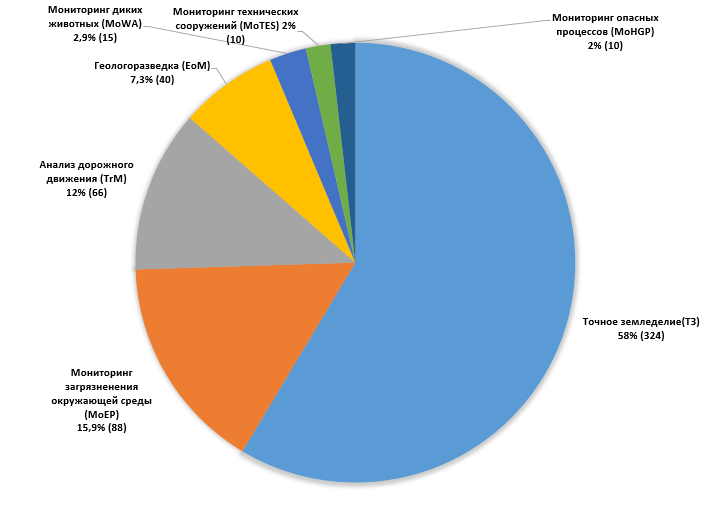 Мониторинг диких
животных (MoWA)
2,9% (15)
Мониторинг технических
сооружений (MoTES) 2%
(10)
Мониторинг опасных
процессов (MoHGP)
2% (10)
Геологоразведка (EoM)
7,3% (40)
Анализ дорожного
движения (TrM)
12% (66)
Точное земледелие(ТЗ)
58% (324)
Мониторинг
загрязненения
окружающей среды
(MoEP)
15,9% (88)